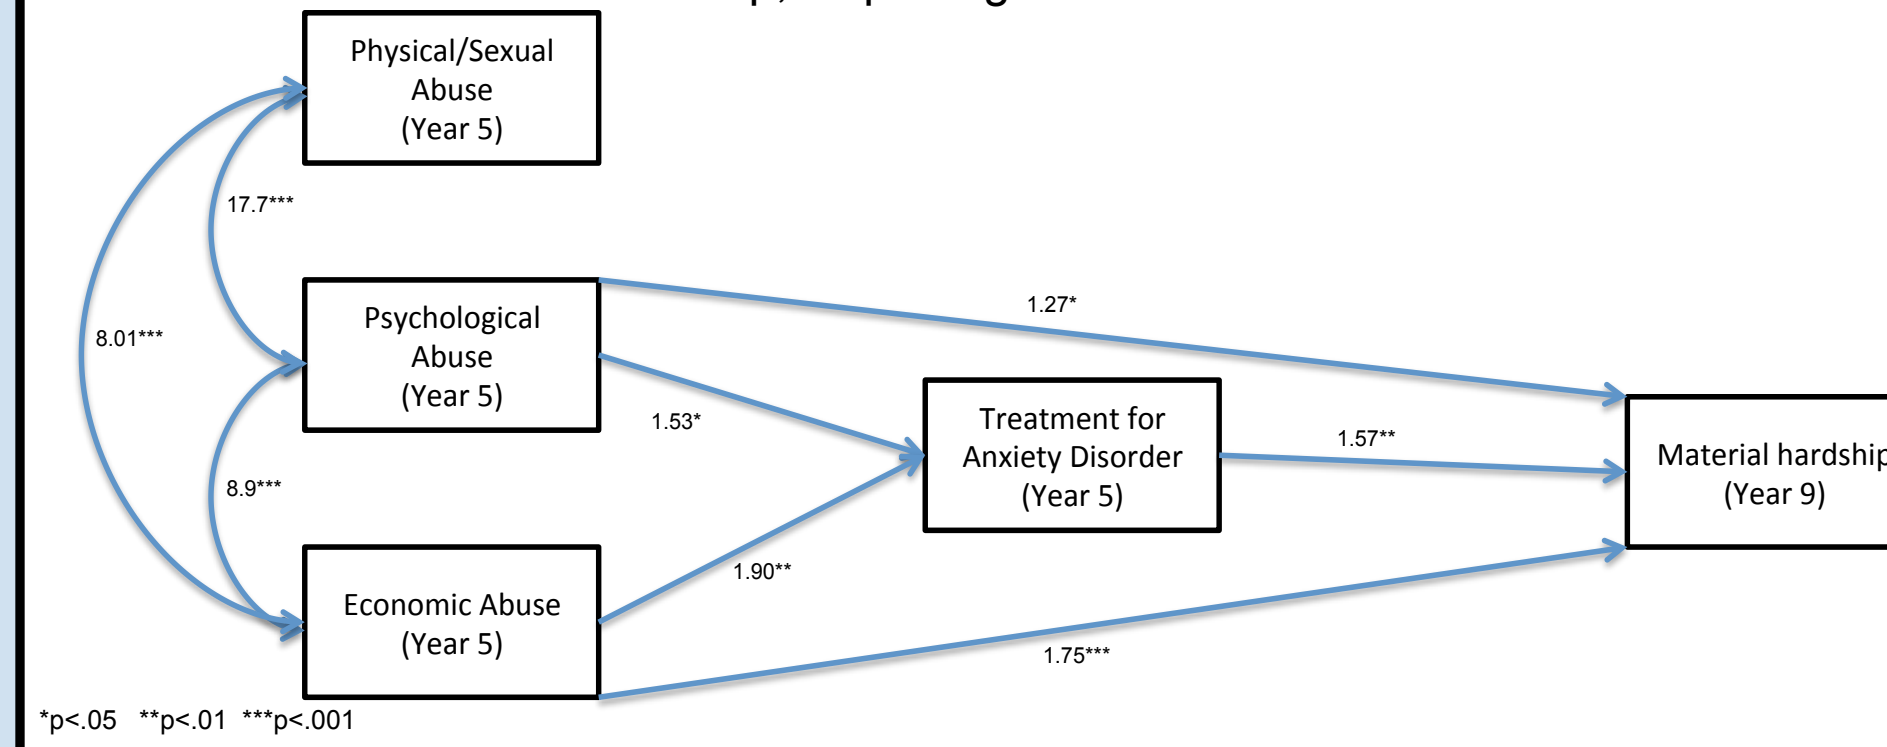 Physical/Sexual
Abuse
(Year 5)
17.7***
8.01***
Psychological
Abuse
(Year 5)
1.27*
1.53*
Treatment for
Anxiety Disorder
(Year 5)
1.57**
Material hardship
(Year 9)
8.9***
1.90**
Economic Abuse
(Year 5)
1.75***
*p<.05 **p<.01 ***p<.001